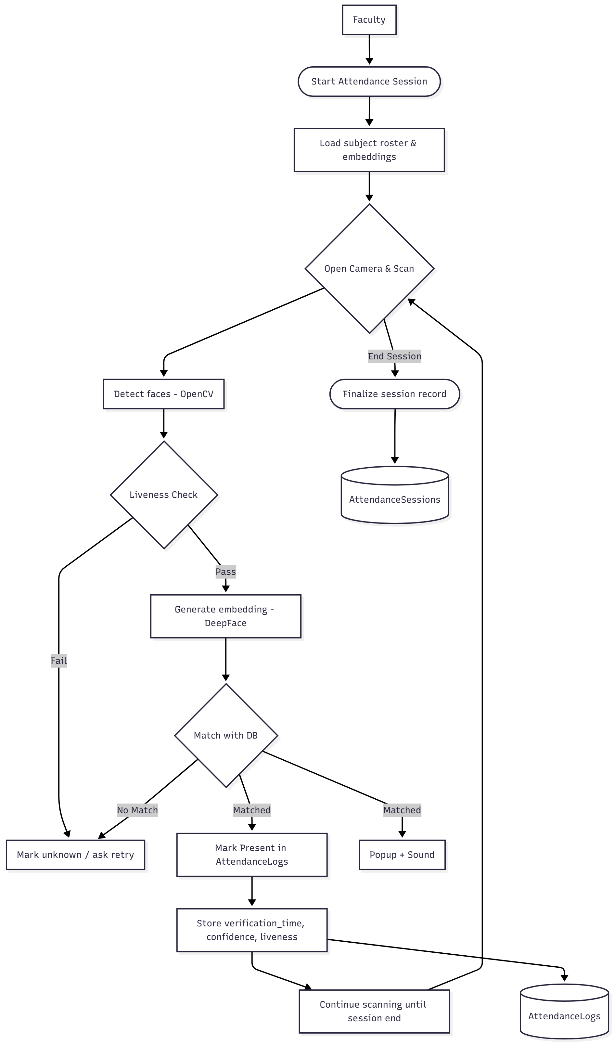 Faculty
Start Attendance Session
Load subject roster &
embeddings
Open Camera & Scan
End Session
Detect faces - OpenCV
Finalize session record
Liveness Check
AttendanceSessions
Pass
Generate embedding -
DeepFace
Fail
Match with DB
No Match
Matched
Matched
Mark unknown / ask retry
Mark Present in
AttendanceLogs
Popup + Sound
Store verification_time,
confidence, liveness
Continue scanning until
session end
AttendanceLogs